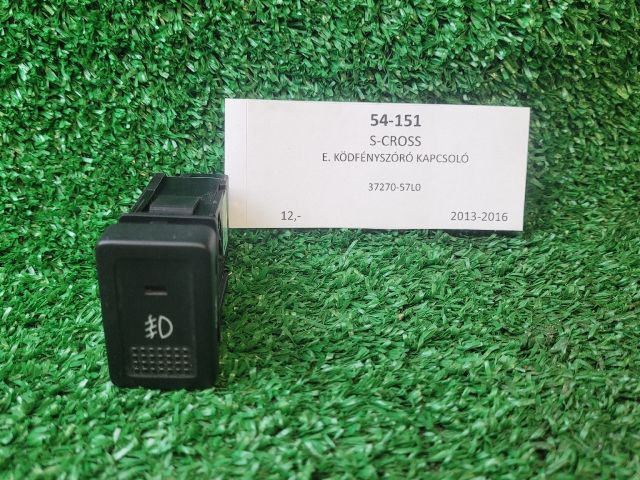 54-151
S-CROSS
E. KÖDFÉNYSZÓRÓ KAPCSOLÓ
37270-57L0
12,- 2013-2016